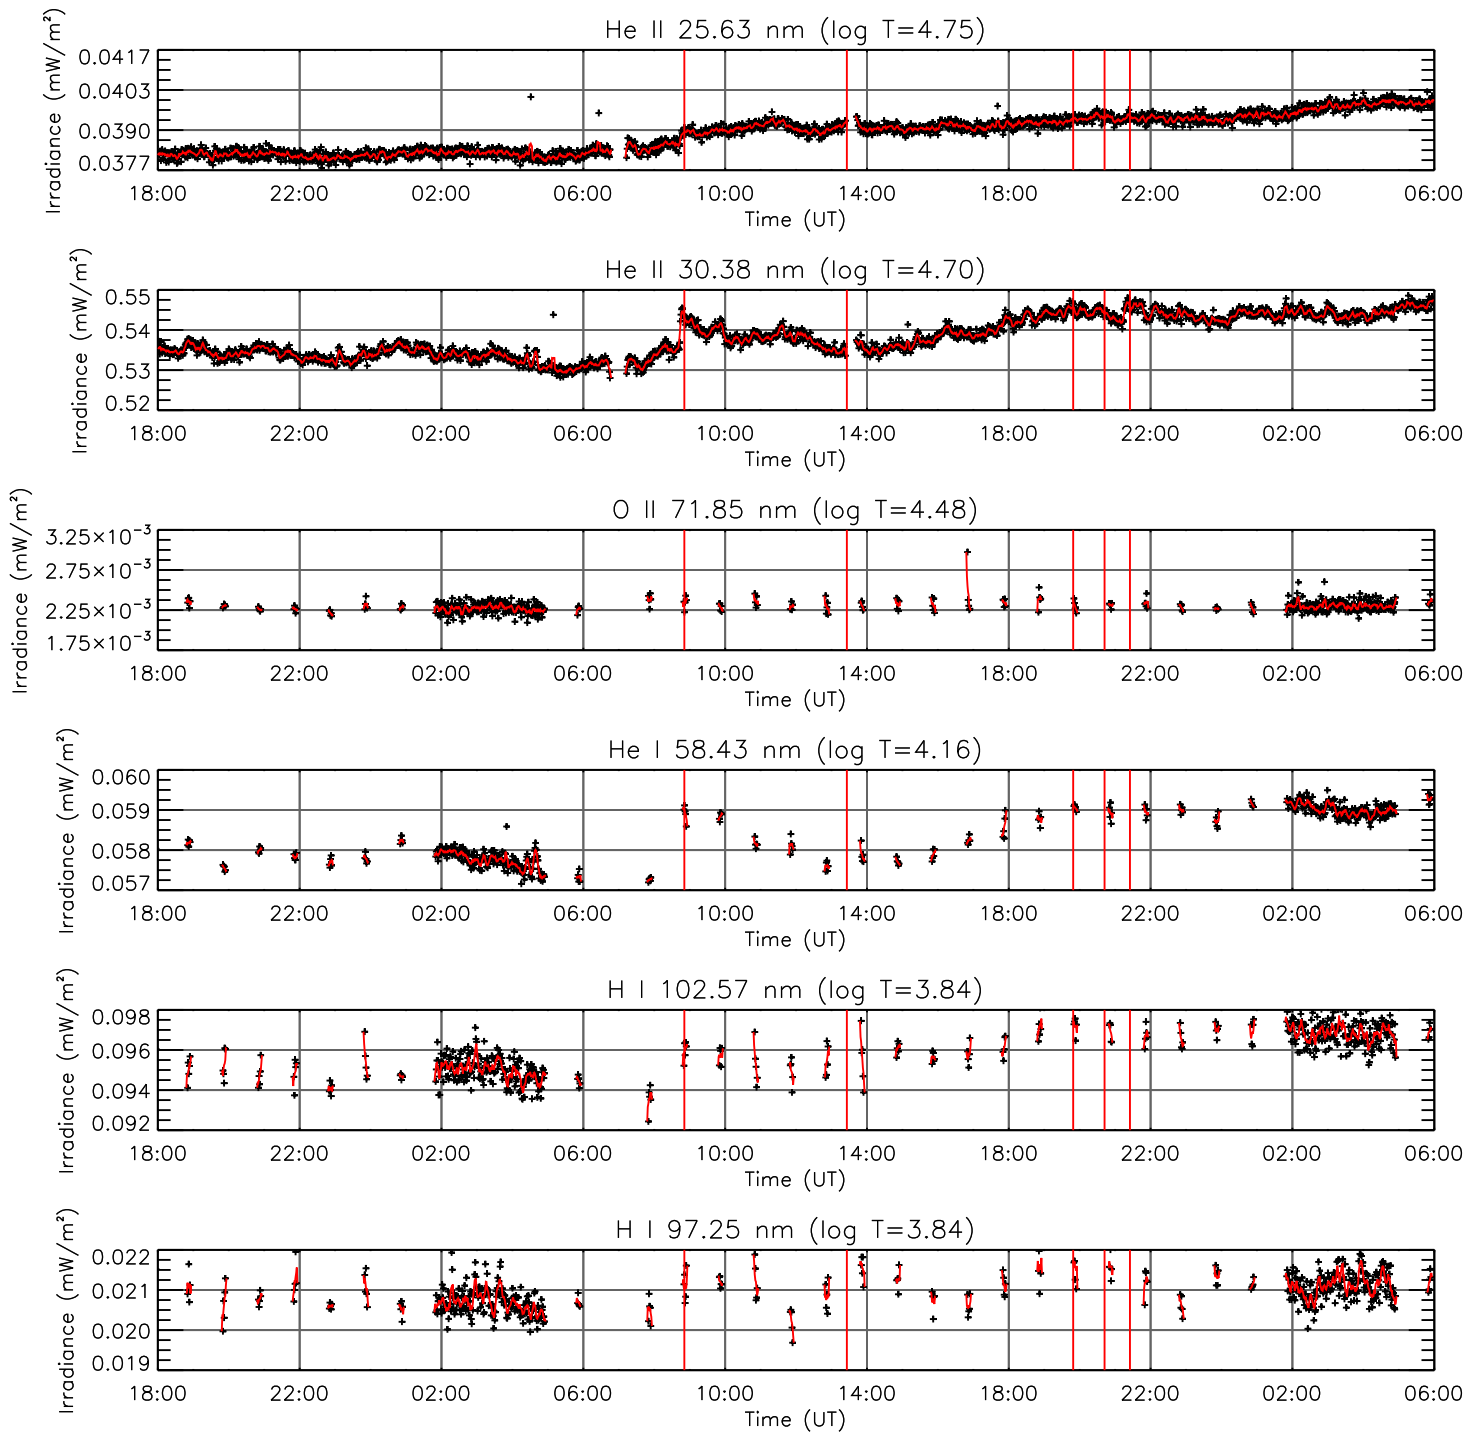 He II 25.63 nm (log T=4.75)
Irradiance (mW/m²)
0.0417
0.0403
0.0390
0.0377
18:00 22:00 02:00 06:00 10:00 14:00 18:00 22:00 02:00 06:00
Time (UT)
He II 30.38 nm (log T=4.70)
Irradiance (mW/m²)
0.55
0.54
0.53
0.52
18:00 22:00 02:00 06:00 10:00 14:00 18:00 22:00 02:00 06:00
Time (UT)
O II 71.85 nm (log T=4.48)
Irradiance (mW/m²)
3.25×10⁻³
2.75×10⁻³
2.25×10⁻³
1.75×10⁻³
18:00 22:00 02:00 06:00 10:00 14:00 18:00 22:00 02:00 06:00
Time (UT)
He I 58.43 nm (log T=4.16)
Irradiance (mW/m²)
0.060
0.059
0.058
0.057
18:00 22:00 02:00 06:00 10:00 14:00 18:00 22:00 02:00 06:00
Time (UT)
H I 102.57 nm (log T=3.84)
Irradiance (mW/m²)
0.098
0.096
0.094
0.092
18:00 22:00 02:00 06:00 10:00 14:00 18:00 22:00 02:00 06:00
Time (UT)
H I 97.25 nm (log T=3.84)
Irradiance (mW/m²)
0.022
0.021
0.020
0.019
18:00 22:00 02:00 06:00 10:00 14:00 18:00 22:00 02:00 06:00
Time (UT)